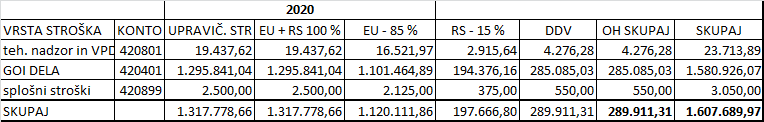 2020
VRSTA STROŠKA KONTO UPRAVIČ. STR EU + RS 100 % EU - 85 % RS - 15 % DDV OH SKUPAJ SKUPAJ
teh. nadzor in VPD 420801 19.437,62 19.437,62 16.521,97 2.915,64 4.276,28 4.276,28 23.713,89
GOI DELA 420401 1.295.841,04 1.295.841,04 1.101.464,89 194.376,16 285.085,03 285.085,03 1.580.926,07
splošni stroški 420899 2.500,00 2.500,00 2.125,00 375,00 550,00 550,00 3.050,00
SKUPAJ 1.317.778,66 1.317.778,66 1.120.111,86 197.666,80 289.911,31 289.911,31 1.607.689,97